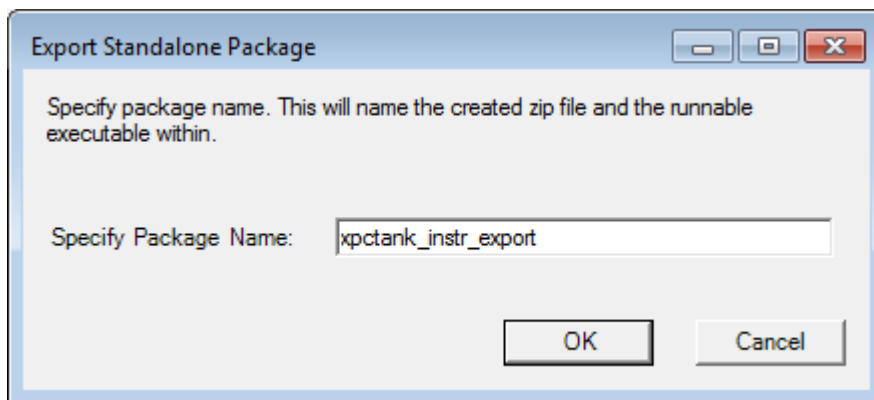 Export Standalone Package
Specify package name. This will name the created zip file and the runnable
executable within.
Specify Package Name: xpctank_instr_export
OK Cancel